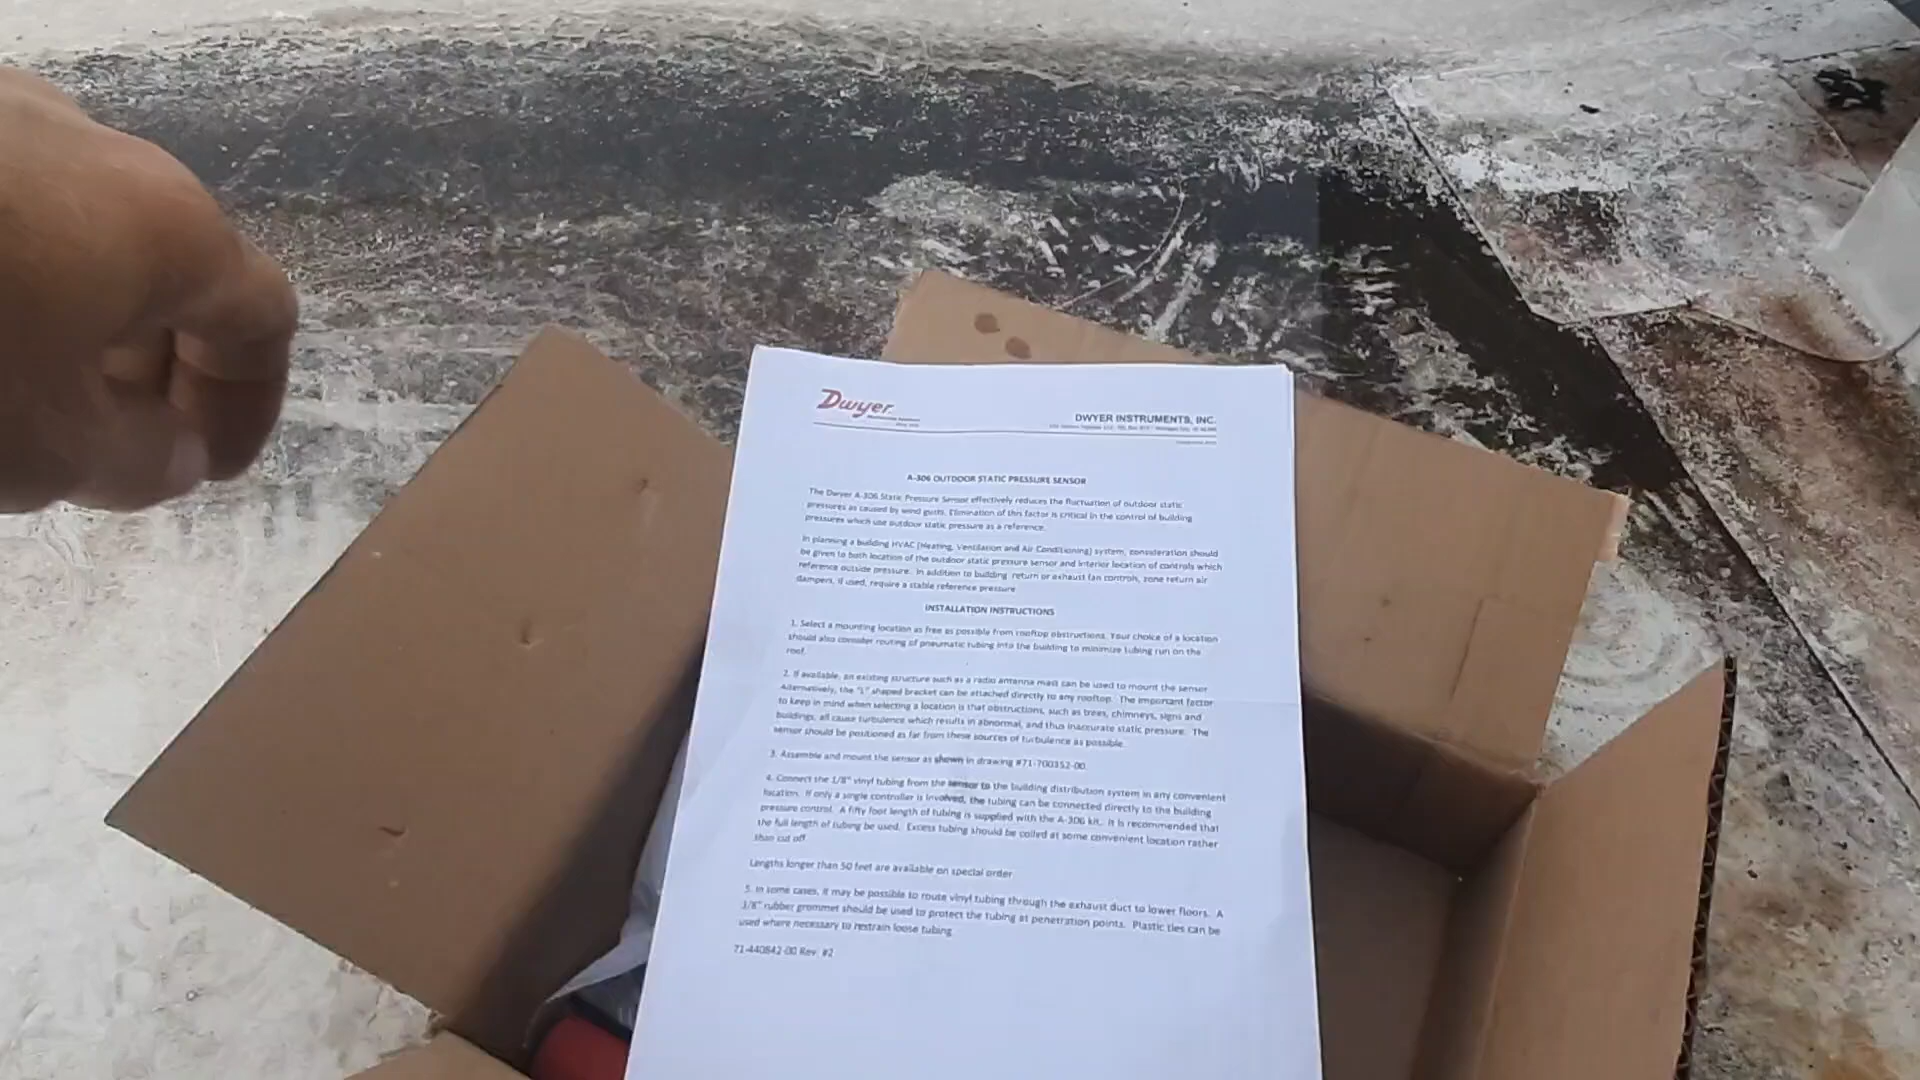 Dwyer
DWYER INSTRUMENTS, INC.
A-306 OUTDOOR STATIC PRESSURE SENSOR
The Dwyer A-306 Static Pressure Sensor effectively reduces the fluctuation of outdoor static
pressures as caused by wind gusts. Elimination of this factor is critical in the control of building
pressures which use outdoor static pressure as a reference.
In planning a building HVAC (Heating, Ventilation and Air Conditioning) system, consideration should
be given to both location of the outdoor static pressure sensor and interior location of controls which
reference outside pressure. In addition to building return or exhaust fan controls, zone return air
dampers, if used, require a stable reference pressure
INSTALLATION INSTRUCTIONS
1. Select a mounting location as free as possible from rooftop obstructions. Your choice of a location
should also consider routing of pneumatic tubing into the building to minimize tubing run on the
roof.
2. If available, an existing structure such as a radio antenna mast can be used to mount the sensor
Alternatively, the "L" shaped bracket can be attached directly to any rooftop. The important factor
to keep in mind when selecting a location is that obstructions, such as trees, chimneys, signs and
buildings, all cause turbulence which results in abnormal, and thus inaccurate static pressure. The
sensor should be positioned as far from these sources of turbulence as possible.
3. Assemble and mount the sensor as shown in drawing #71-700352-00.
4. Connect the 1/8" vinyl tubing from the sensor to the building distribution system in any convenient
location. If only a single controller is involved, the tubing can be connected directly to the building
pressure control. A fifty foot length of tubing is supplied with the A-306 kit. It is recommended that
the full length of tubing be used. Excess tubing should be coiled at some convenient location rather
than cut off
Lengths longer than 50 feet are available on special order
5. In some cases, it may be possible to route vinyl tubing through the exhaust duct to lower floors. A
3/8" rubber grommet should be used to protect the tubing at penetration points. Plastic ties can be
used where necessary to restrain loose tubing
71-440842-00 Rev. #2